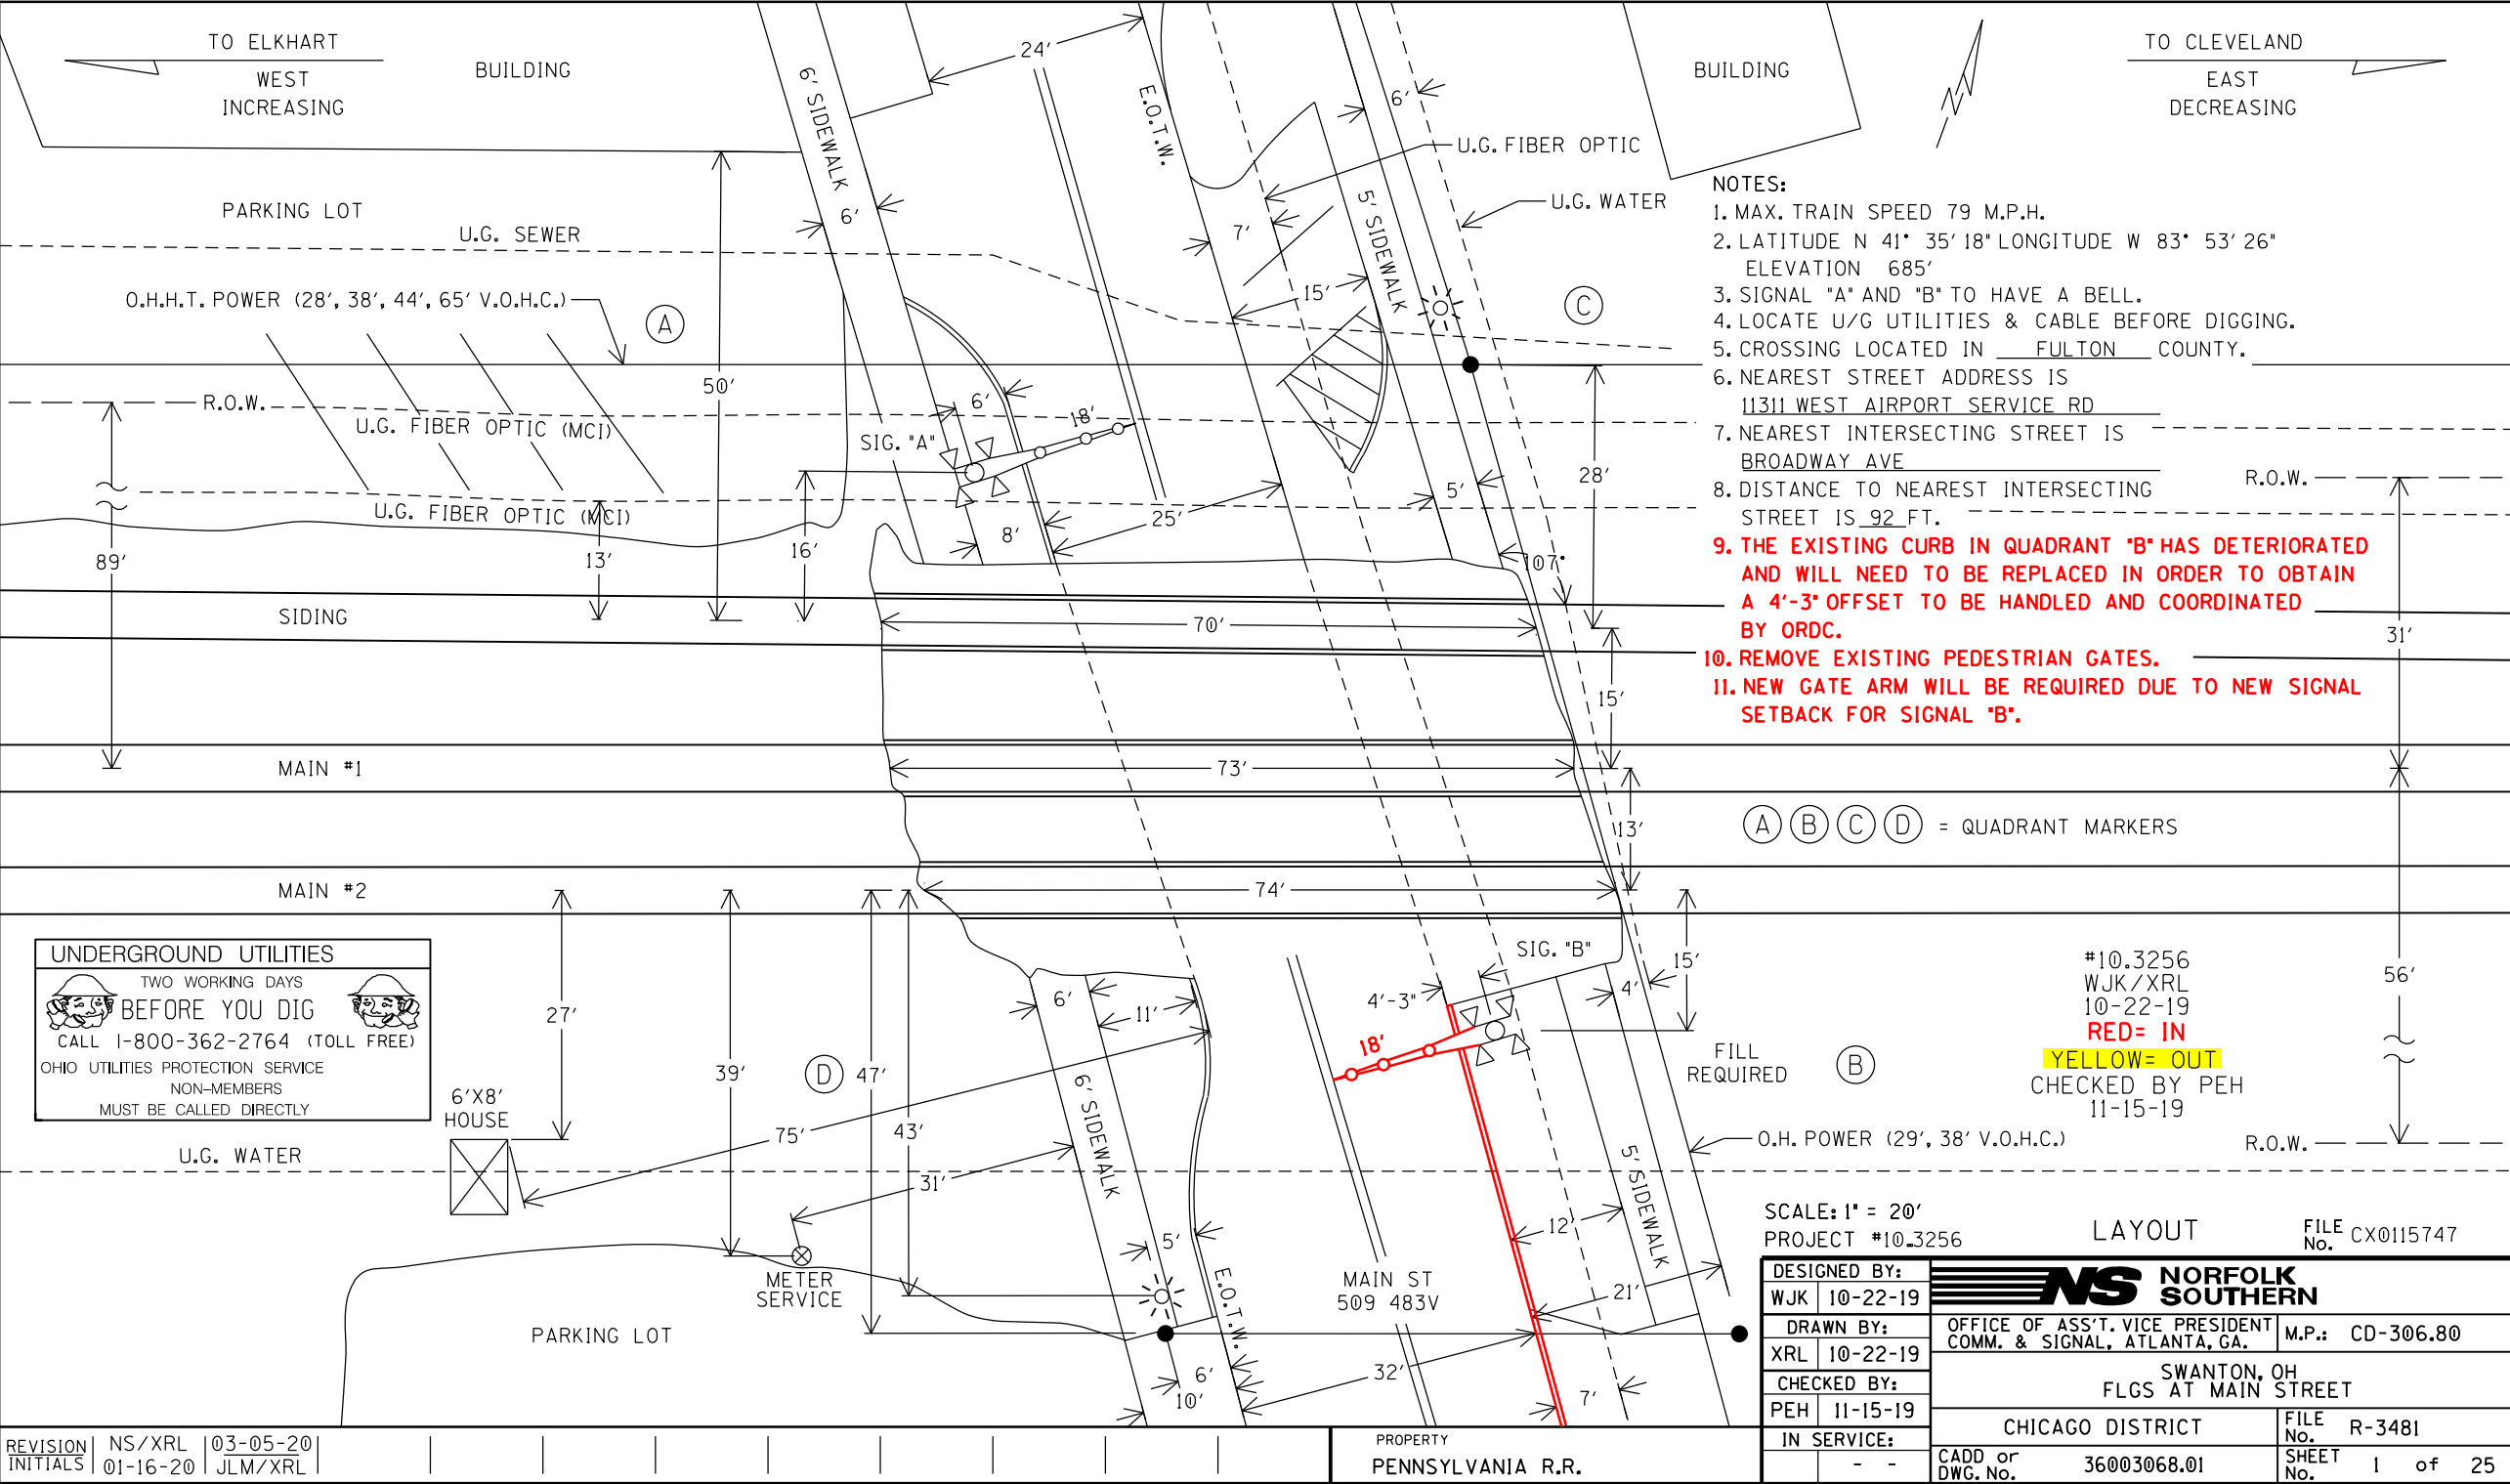 TO ELKHART
WEST
INCREASING
BUILDING
24'
6' SIDEWALK
E.O.T.W.
6'
BUILDING
TO CLEVELAND
EAST
DECREASING
U.G. FIBER OPTIC
U.G. WATER
PARKING LOT
U.G. SEWER
6'
7'
5' SIDEWALK
15'
O.H.H.T. POWER (28', 38', 44', 65' V.O.H.C.)
A
C
50'
R.O.W.
U.G. FIBER OPTIC (MCI)
U.G. FIBER OPTIC (MCI)
SIG. "A"
6'
18'
5'
28'
25'
8'
16'
13'
89'
107°
NOTES:
1. MAX. TRAIN SPEED 79 M.P.H.
2. LATITUDE N 41° 35' 18" LONGITUDE W 83° 53' 26"
ELEVATION 685'
3. SIGNAL "A" AND "B" TO HAVE A BELL.
4. LOCATE U/G UTILITIES & CABLE BEFORE DIGGING.
5. CROSSING LOCATED IN FULTON COUNTY.
6. NEAREST STREET ADDRESS IS
11311 WEST AIRPORT SERVICE RD
7. NEAREST INTERSECTING STREET IS
BROADWAY AVE
8. DISTANCE TO NEAREST INTERSECTING
STREET IS 92 FT.
9. THE EXISTING CURB IN QUADRANT "B" HAS DETERIORATED
AND WILL NEED TO BE REPLACED IN ORDER TO OBTAIN
A 4'-3" OFFSET TO BE HANDLED AND COORDINATED
BY ORDC.
10. REMOVE EXISTING PEDESTRIAN GATES.
11. NEW GATE ARM WILL BE REQUIRED DUE TO NEW SIGNAL
SETBACK FOR SIGNAL "B".
R.O.W.
31'
SIDING
70'
15'
MAIN #1
73'
13'
A B C D = QUADRANT MARKERS
MAIN #2
74'
UNDERGROUND UTILITIES
TWO WORKING DAYS
BEFORE YOU DIG
CALL 1-800-362-2764 (TOLL FREE)
OHIO UTILITIES PROTECTION SERVICE
NON-MEMBERS
MUST BE CALLED DIRECTLY
27'
39'
D
47'
43'
6'
11'
SIG. "B"
4'-3"
4'
15'
18'
FILL
REQUIRED
B
#10.3256
WJK/XRL
10-22-19
RED= IN
YELLOW= OUT
CHECKED BY PEH
11-15-19
56'
R.O.W.
6'X8'
HOUSE
U.G. WATER
75'
31'
6' SIDEWALK
O.H. POWER (29', 38' V.O.H.C.)
5' SIDEWALK
12'
5'
E.O.T.W.
METER
SERVICE
MAIN ST
509 483V
21'
PARKING LOT
32'
6'
10'
7'
SCALE: 1" = 20'
PROJECT #10.3256
LAYOUT
FILE No. CX0115747
DESIGNED BY:
WJK 10-22-19
DRAWN BY:
XRL 10-22-19
CHECKED BY:
PEH 11-15-19
IN SERVICE:
- -
NS NORFOLK
SOUTHERN
OFFICE OF ASS'T. VICE PRESIDENT
COMM. & SIGNAL, ATLANTA, GA.
M.P.: CD-306.80
SWANTON, OH
FLGS AT MAIN STREET
CHICAGO DISTRICT
FILE No. R-3481
CADD or DWG. No. 36003068.01
SHEET No. 1 of 25
REVISION
INITIALS
NS/XRL
01-16-20
03-05-20
JLM/XRL
PROPERTY
PENNSYLVANIA R.R.